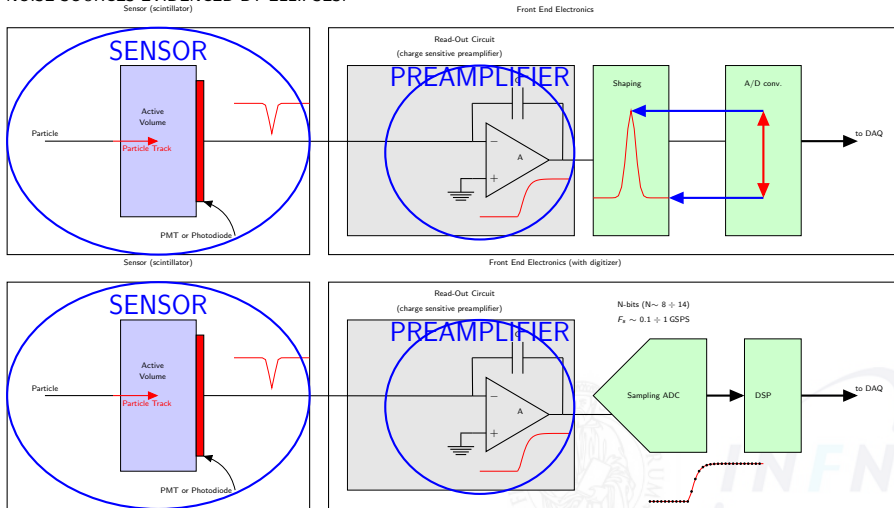 NOISE SOURCES EVIDENCED BY ELLIPSES.
Sensor (scintillator)
Front End Electronics
SENSOR
Read-Out Circuit
(charge sensitive preamplifier)
PREAMPLIFIER
Shaping
A/D conv.
Active
Volume
Particle
Particle Track
A
to DAQ
PMT or Photodiode
Sensor (scintillator)
Front End Electronics (with digitizer)
SENSOR
Read-Out Circuit
(charge sensitive preamplifier)
PREAMPLIFIER
N-bits (N∼ 8 ÷ 14)
Fs ∼ 0.1 ÷ 1 GSPS
Active
Volume
Particle
Particle Track
A
Sampling ADC
DSP
to DAQ
PMT or Photodiode
INFN